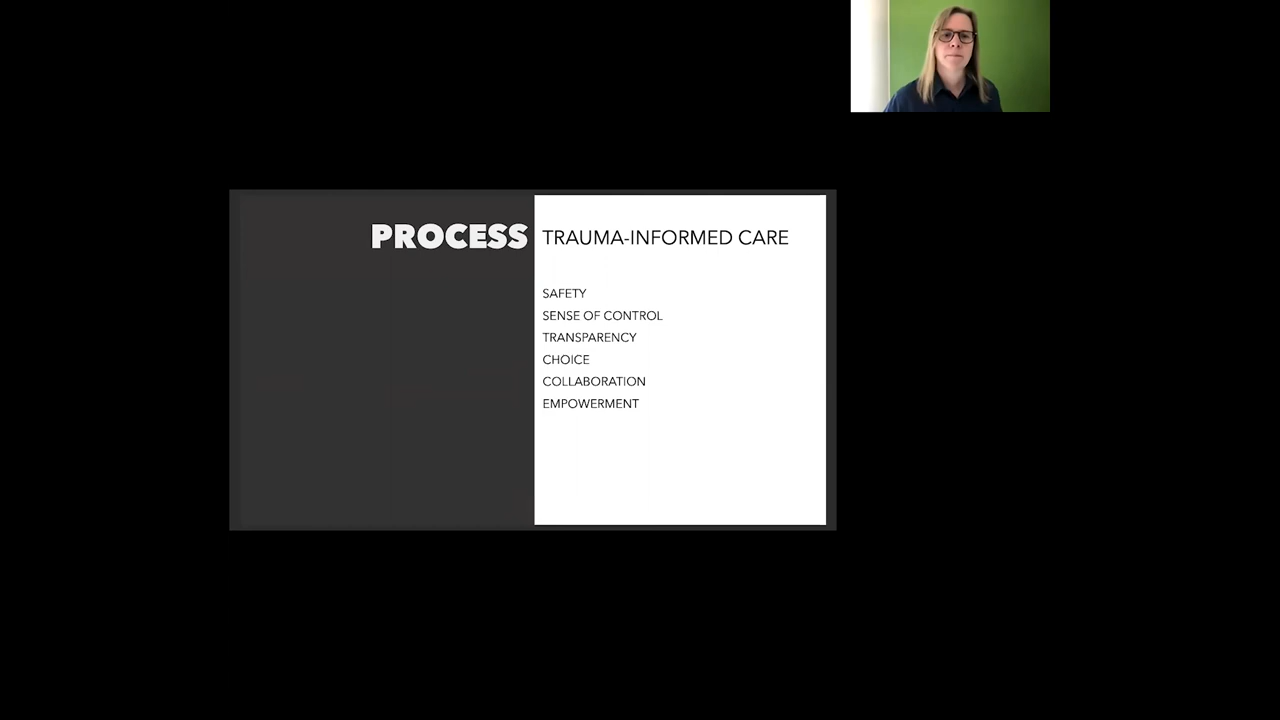 PROCESS
TRAUMA-INFORMED CARE
SAFETY
SENSE OF CONTROL
TRANSPARENCY
CHOICE
COLLABORATION
EMPOWERMENT